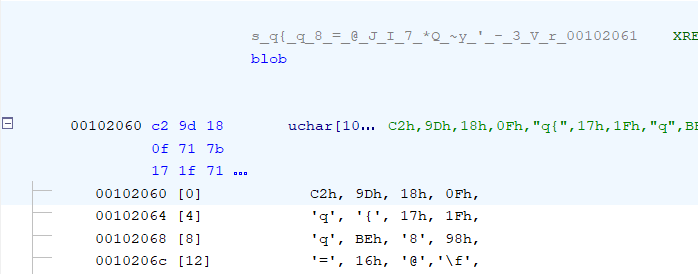 s_q{_q_8_=_@_J_I_7_*Q_~y_'_-_3_V_r_00102061 XRE
blob
00102060 c2 9d 18 uchar[10... C2h,9Dh,18h,0Fh,"q{",17h,1Fh,"q",BE
0f 71 7b
17 1f 71 ...
00102060 [0] C2h, 9Dh, 18h, 0Fh,
00102064 [4] 'q', '{', 17h, 1Fh,
00102068 [8] 'q', BEh, '8', 98h,
0010206c [12] '=', 16h, '@','\f',